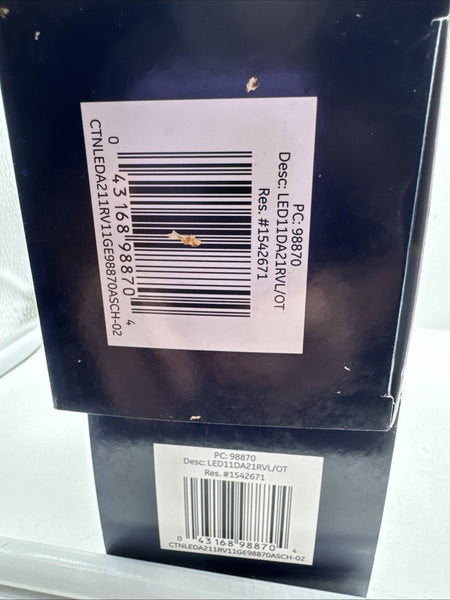 PC: 98870
Desc: LED11DA21RVL/OT
Res. #1542671
0 43168 98870 4
CTNLEDA211RV11GE98870ASCH-02
PC: 98870
Desc: LED11DA21RVL/OT
Res. #1542671
0 43168 98870 4
CTNLEDA211RV11GE98870ASCH-02